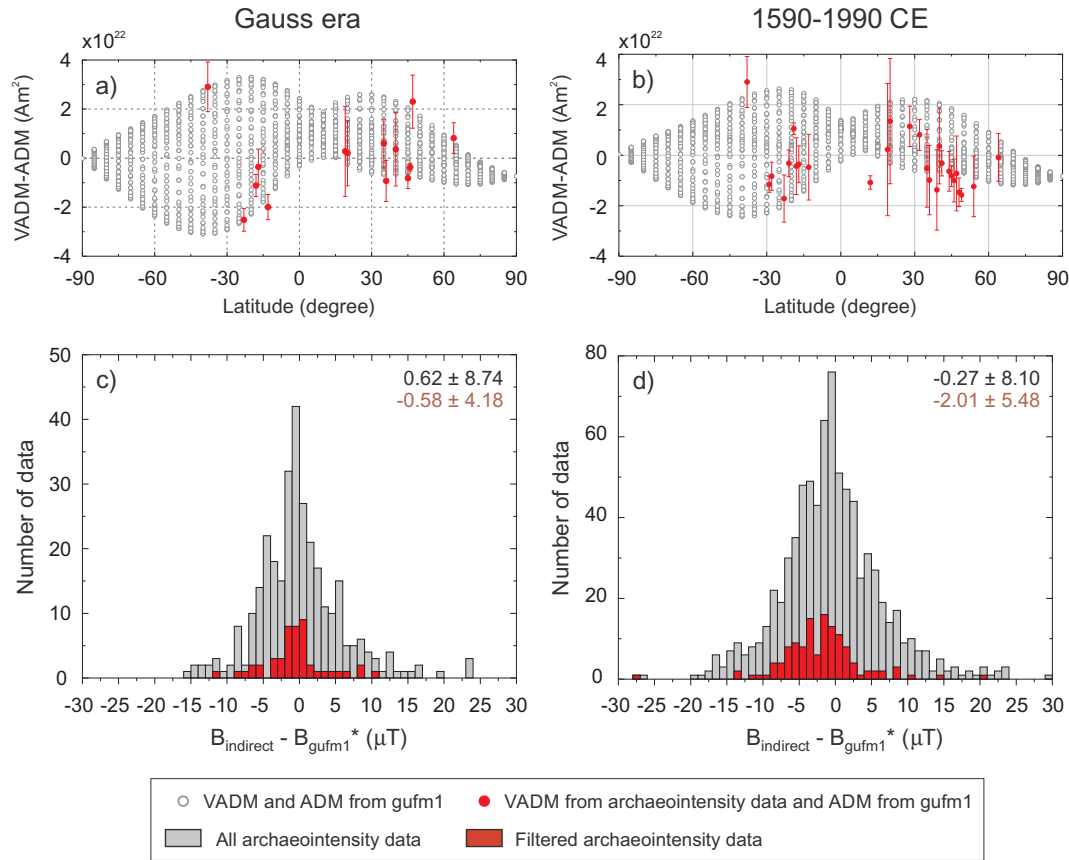 Gauss era
1590-1990 CE
x10²²
x10²²
a)
b)
VADM-ADM (Am²)
VADM-ADM (Am²)
4
2
0
-2
-4
4
2
0
-2
-4
-90 -60 -30 0 30 60 90
-90 -60 -30 0 30 60 90
Latitude (degree)
Latitude (degree)
c)
0.62 ± 8.74
-0.58 ± 4.18
d)
-0.27 ± 8.10
-2.01 ± 5.48
Number of data
Number of data
50
40
30
20
10
0
80
60
40
20
0
-30 -25 -20 -15 -10 -5 0 5 10 15 20 25 30
-30 -25 -20 -15 -10 -5 0 5 10 15 20 25 30
B_indirect - B_gufm1* (µT)
B_indirect - B_gufm1* (µT)
VADM and ADM from gufm1
VADM from archaeointensity data and ADM from gufm1
All archaeointensity data
Filtered archaeointensity data